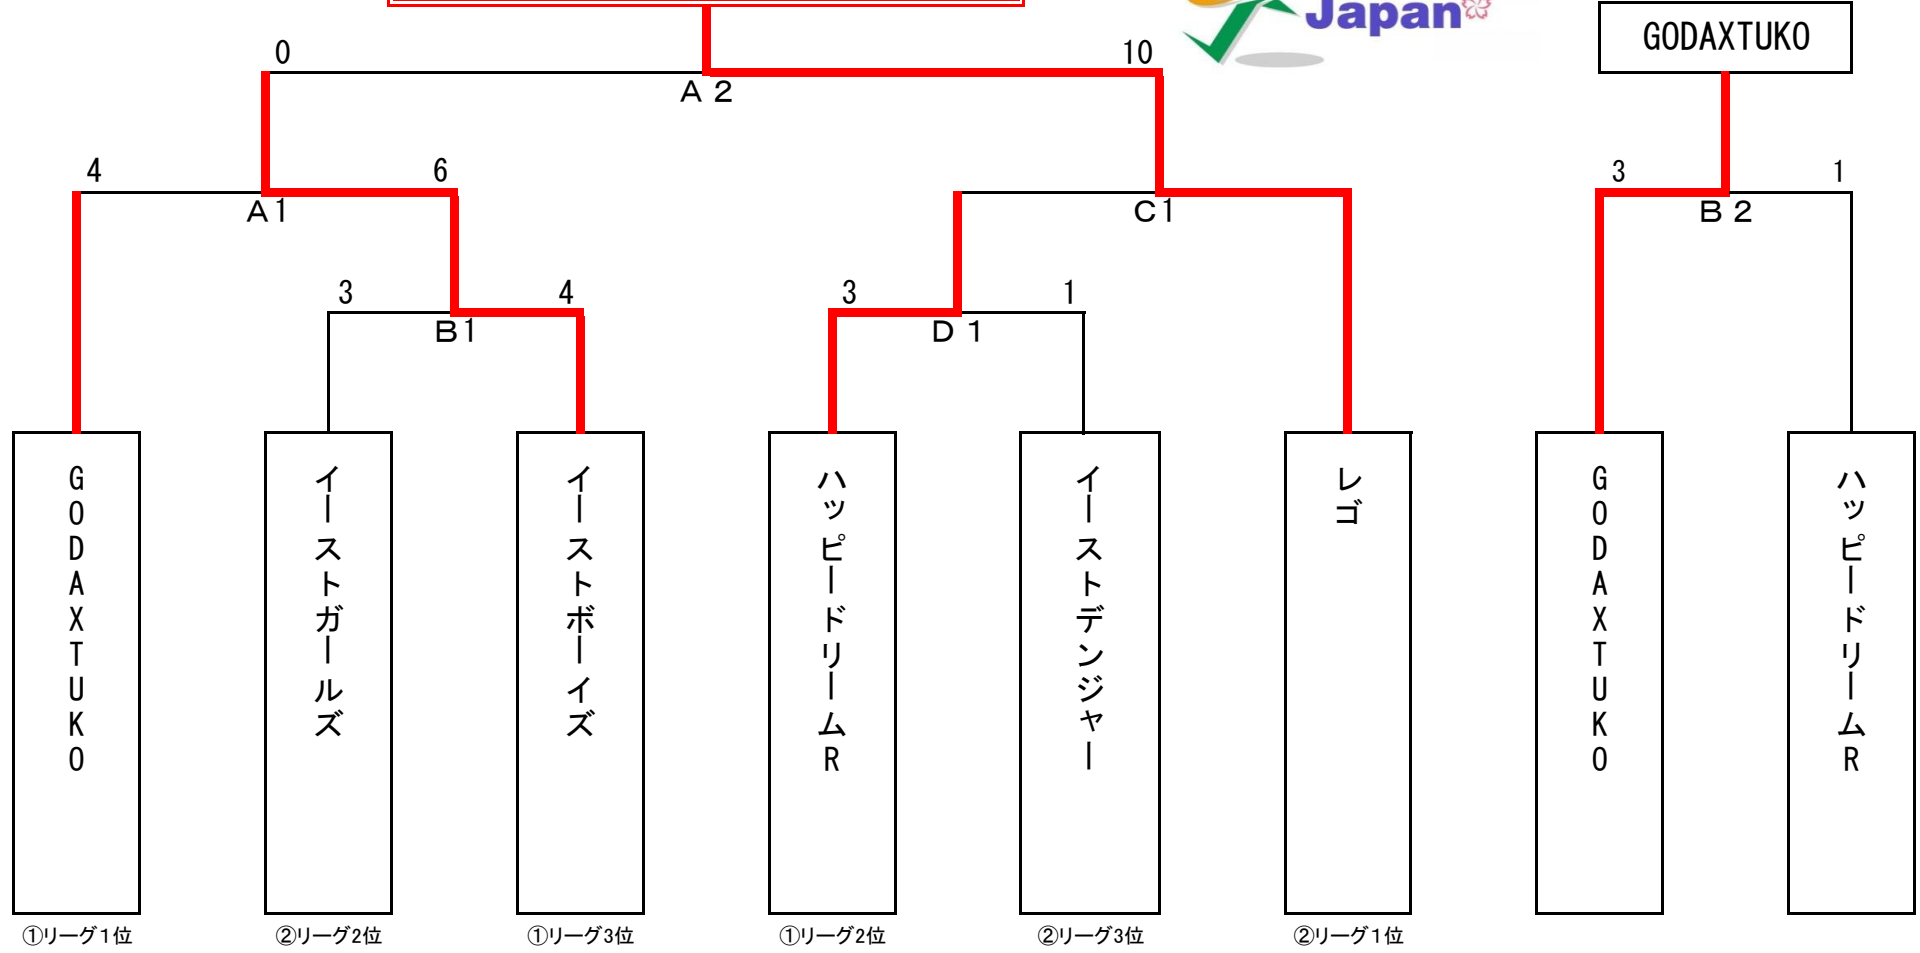 Japan
GODAXTUKO
0
10
A 2
4
6
A1
C1
3
1
B 2
3
4
B1
3
1
D 1
GODAXTUKO
イーストガールズ
イーストボーイズ
ハッピードリームR
イーストデンジャー
レゴ
GODAXTUKO
ハッピードリームR
①リーグ1位
②リーグ2位
①リーグ3位
①リーグ2位
②リーグ3位
②リーグ1位